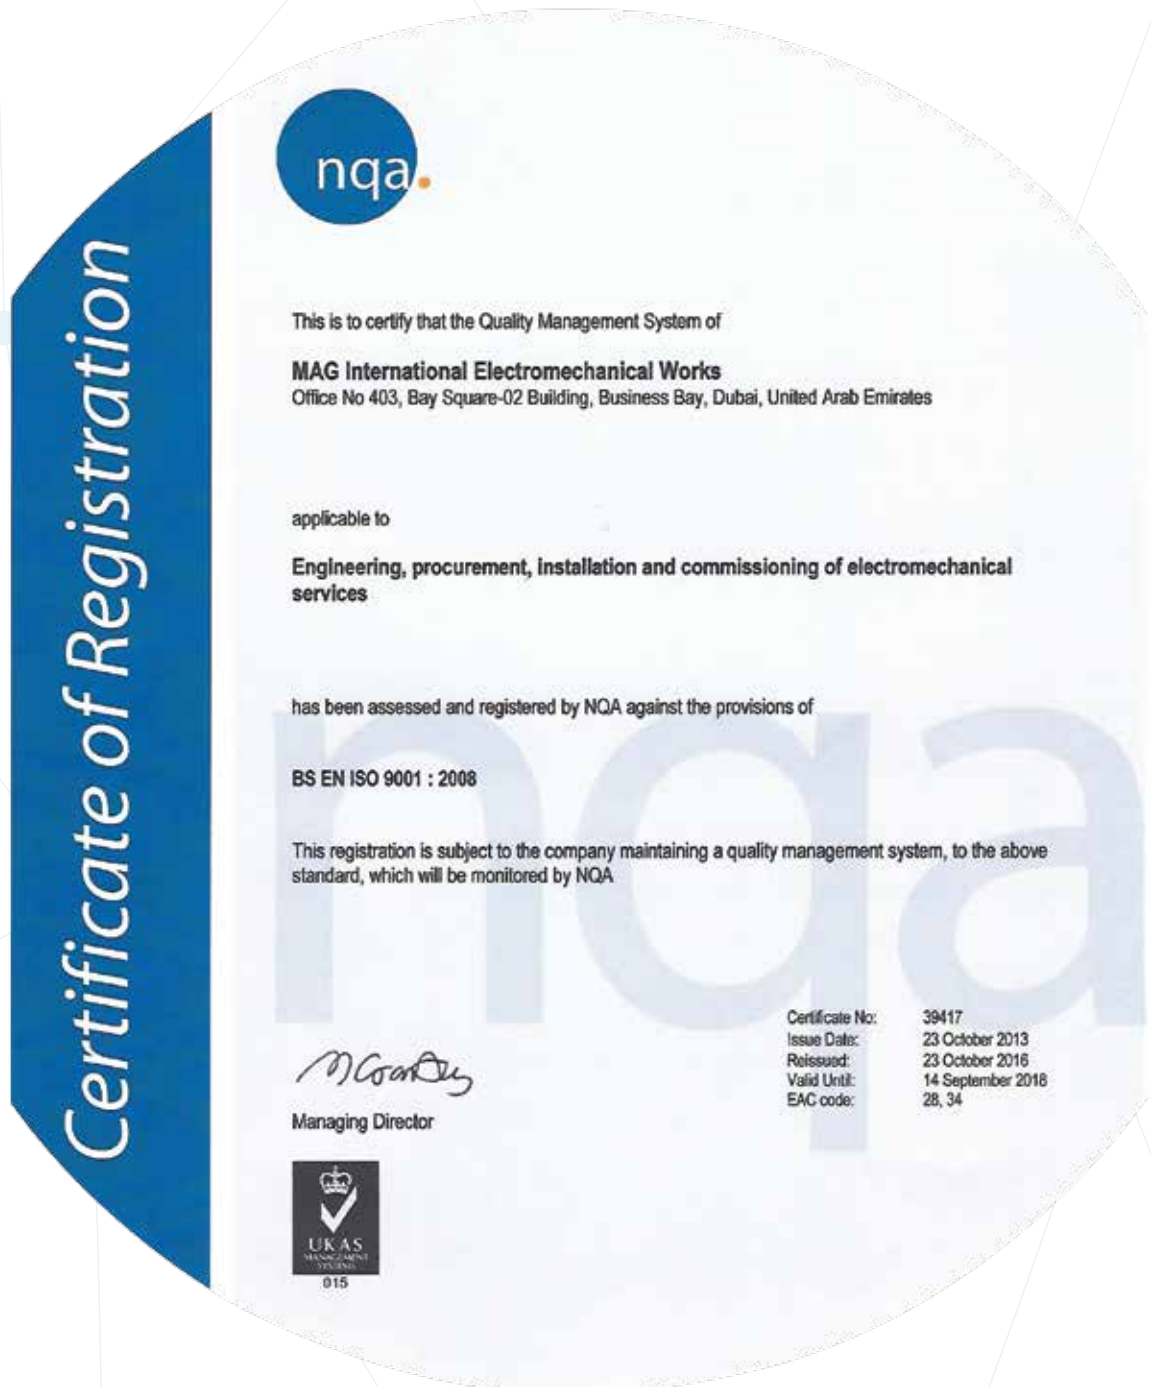 Certificate of Registration
nqa.
This is to certify that the Quality Management System of
MAG International Electromechanical Works
Office No 403, Bay Square-02 Building, Business Bay, Dubai, United Arab Emirates
applicable to
Engineering, procurement, installation and commissioning of electromechanical
services
has been assessed and registered by NQA against the provisions of
nqa
BS EN ISO 9001 : 2008
This registration is subject to the company maintaining a quality management system, to the above
standard, which will be monitored by NQA
Certificate No: 39417
Issue Date: 23 October 2013
Reissued: 23 October 2016
Valid Until: 14 September 2018
EAC code: 28, 34
Managing Director
UKAS
MANAGEMENT
SYSTEMS
015